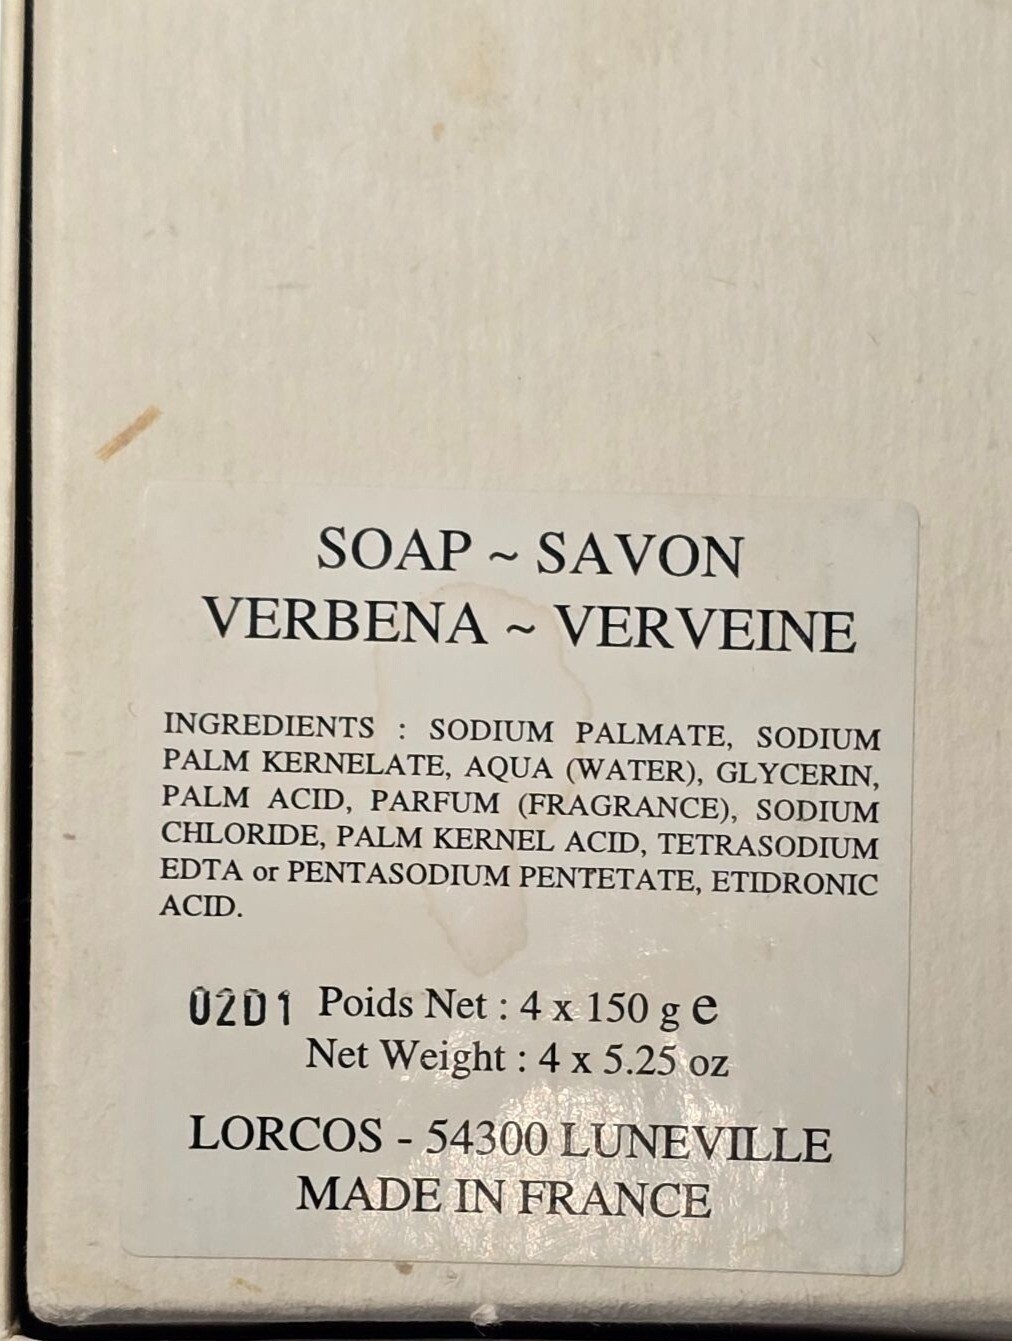 SOAP ~ SAVON
VERBENA ~ VERVEINE
INGREDIENTS : SODIUM PALMATE, SODIUM
PALM KERNELATE, AQUA (WATER), GLYCERIN,
PALM ACID, PARFUM (FRAGRANCE), SODIUM
CHLORIDE, PALM KERNEL ACID, TETRASODIUM
EDTA or PENTASODIUM PENTETATE, ETIDRONIC
ACID.
02D1 Poids Net : 4 x 150 g e
Net Weight : 4 x 5.25 oz
LORCOS - 54300 LUNEVILLE
MADE IN FRANCE